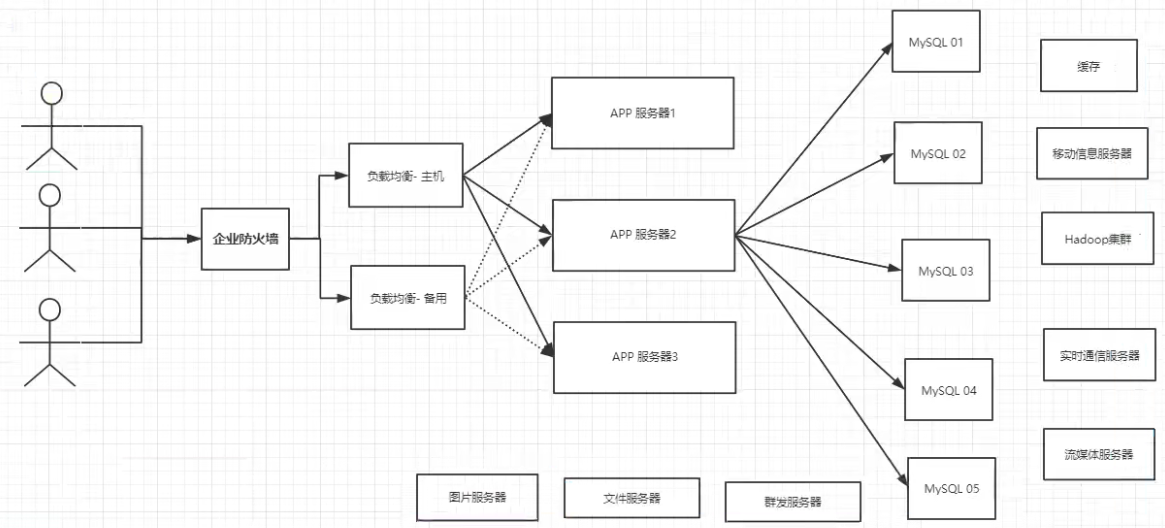 企业防火墙
负载均衡- 主机
负载均衡- 备用
APP 服务器1
APP 服务器2
APP 服务器3
MySQL 01
MySQL 02
MySQL 03
MySQL 04
MySQL 05
缓存
移动信息服务器
Hadoop集群
实时通信服务器
流媒体服务器
图片服务器
文件服务器
群发服务器